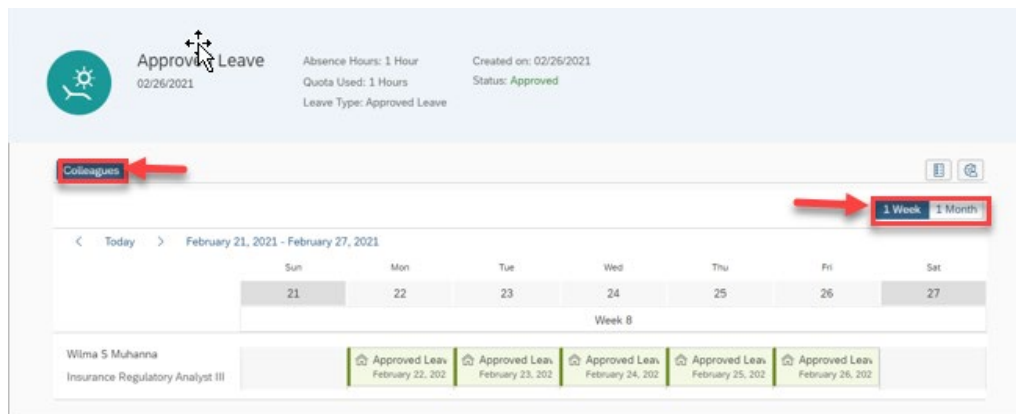 Approved Leave
02/26/2021
Absence Hours: 1 Hour
Quota Used: 1 Hours
Leave Type: Approved Leave
Created on: 02/26/2021
Status: Approved
Colleagues
1 Week 1 Month
< Today > February 21, 2021 - February 27, 2021
Sun Mon Tue Wed Thu Fri Sat
21 22 23 24 25 26 27
Week 8
Wilma S Muhanna
Insurance Regulatory Analyst III
Approved Leav Approved Leav Approved Leav Approved Leav Approved Leav
February 22, 202 February 23, 202 February 24, 202 February 25, 202 February 26, 202